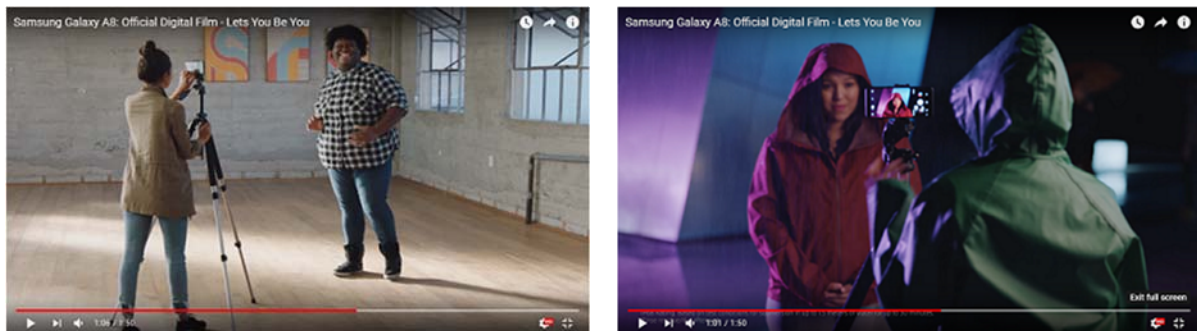 Samsung Galaxy A8: Official Digital Film - Lets You Be You
1:06 / 1:50
Samsung Galaxy A8: Official Digital Film - Lets You Be You
Exit full screen
1:01 / 1:50